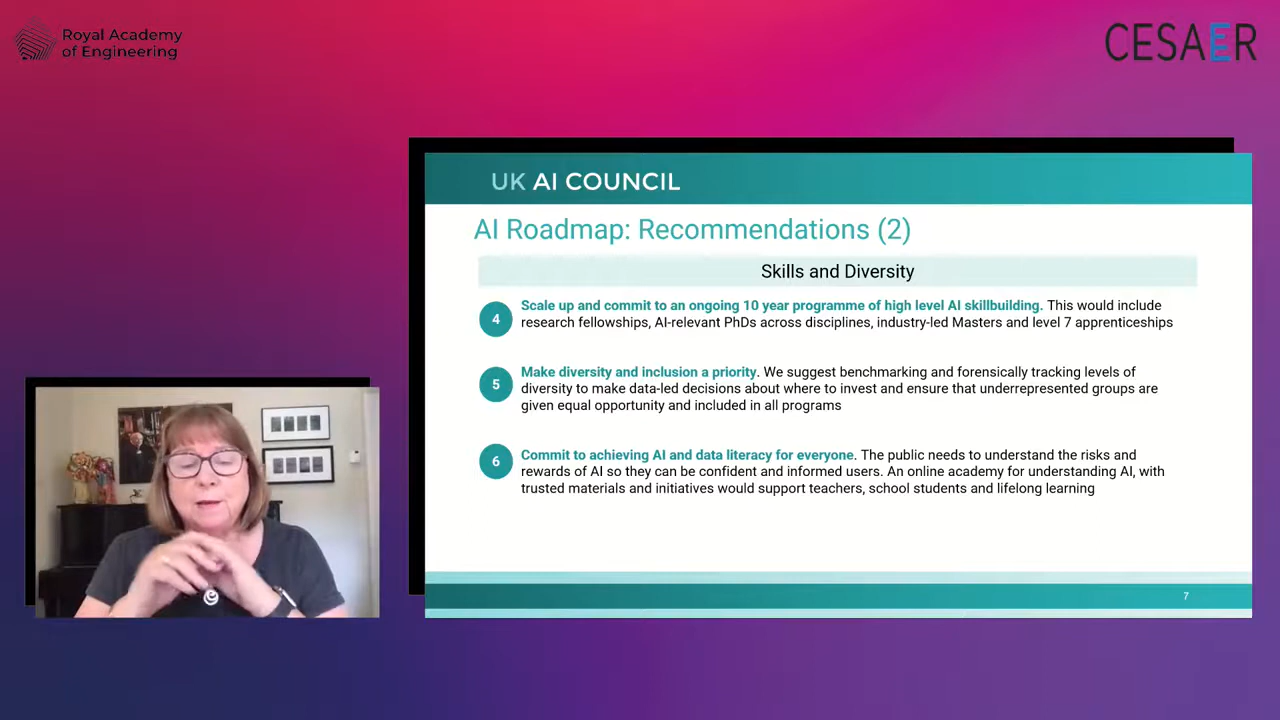 Royal Academy
of Engineering
CESAER
UK AI COUNCIL
AI Roadmap: Recommendations (2)
Skills and Diversity
4
Scale up and commit to an ongoing 10 year programme of high level AI skillbuilding. This would include
research fellowships, AI-relevant PhDs across disciplines, industry-led Masters and level 7 apprenticeships
5
Make diversity and inclusion a priority. We suggest benchmarking and forensically tracking levels of
diversity to make data-led decisions about where to invest and ensure that underrepresented groups are
given equal opportunity and included in all programs
6
Commit to achieving AI and data literacy for everyone. The public needs to understand the risks and
rewards of AI so they can be confident and informed users. An online academy for understanding AI, with
trusted materials and initiatives would support teachers, school students and lifelong learning
7